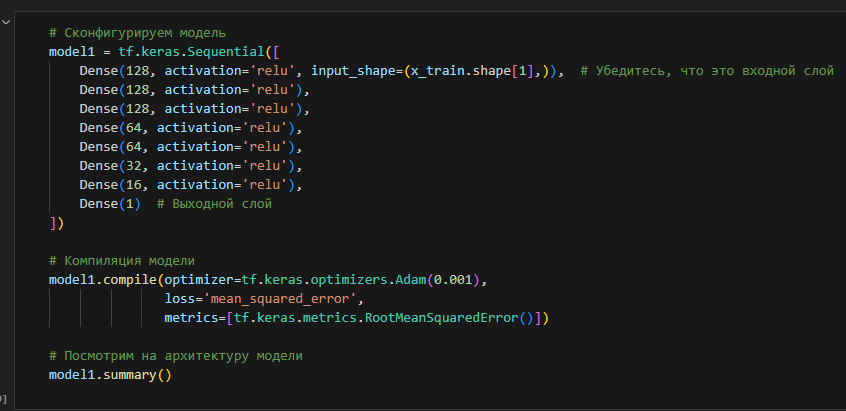 # Сконфигурируем модель
model1 = tf.keras.Sequential([
    Dense(128, activation='relu', input_shape=(x_train.shape[1],)),  # Убедитесь, что это входной слой
    Dense(128, activation='relu'),
    Dense(128, activation='relu'),
    Dense(64, activation='relu'),
    Dense(64, activation='relu'),
    Dense(32, activation='relu'),
    Dense(16, activation='relu'),
    Dense(1)  # Выходной слой
])
# Компиляция модели
model1.compile(optimizer=tf.keras.optimizers.Adam(0.001),
               loss='mean_squared_error',
               metrics=[tf.keras.metrics.RootMeanSquaredError()])
# Посмотрим на архитектуру модели
model1.summary()